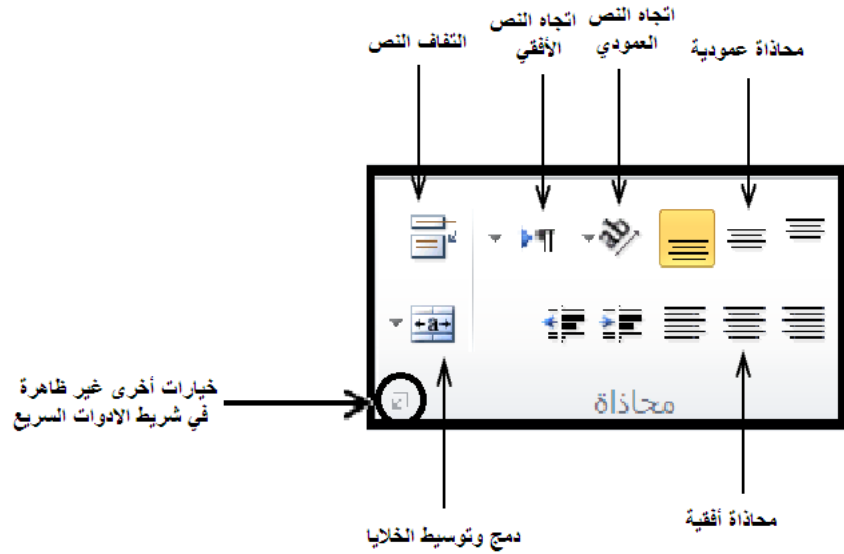 اتجاه النص
العمودي
اتجاه النص
الأفقي
التفاف النص
محاذاة عمودية
ab
¶
a
محاذاة
خيارات أخرى غير ظاهرة
في شريط الادوات السريع
محاذاة أفقية
دمج وتوسيط الخلايا